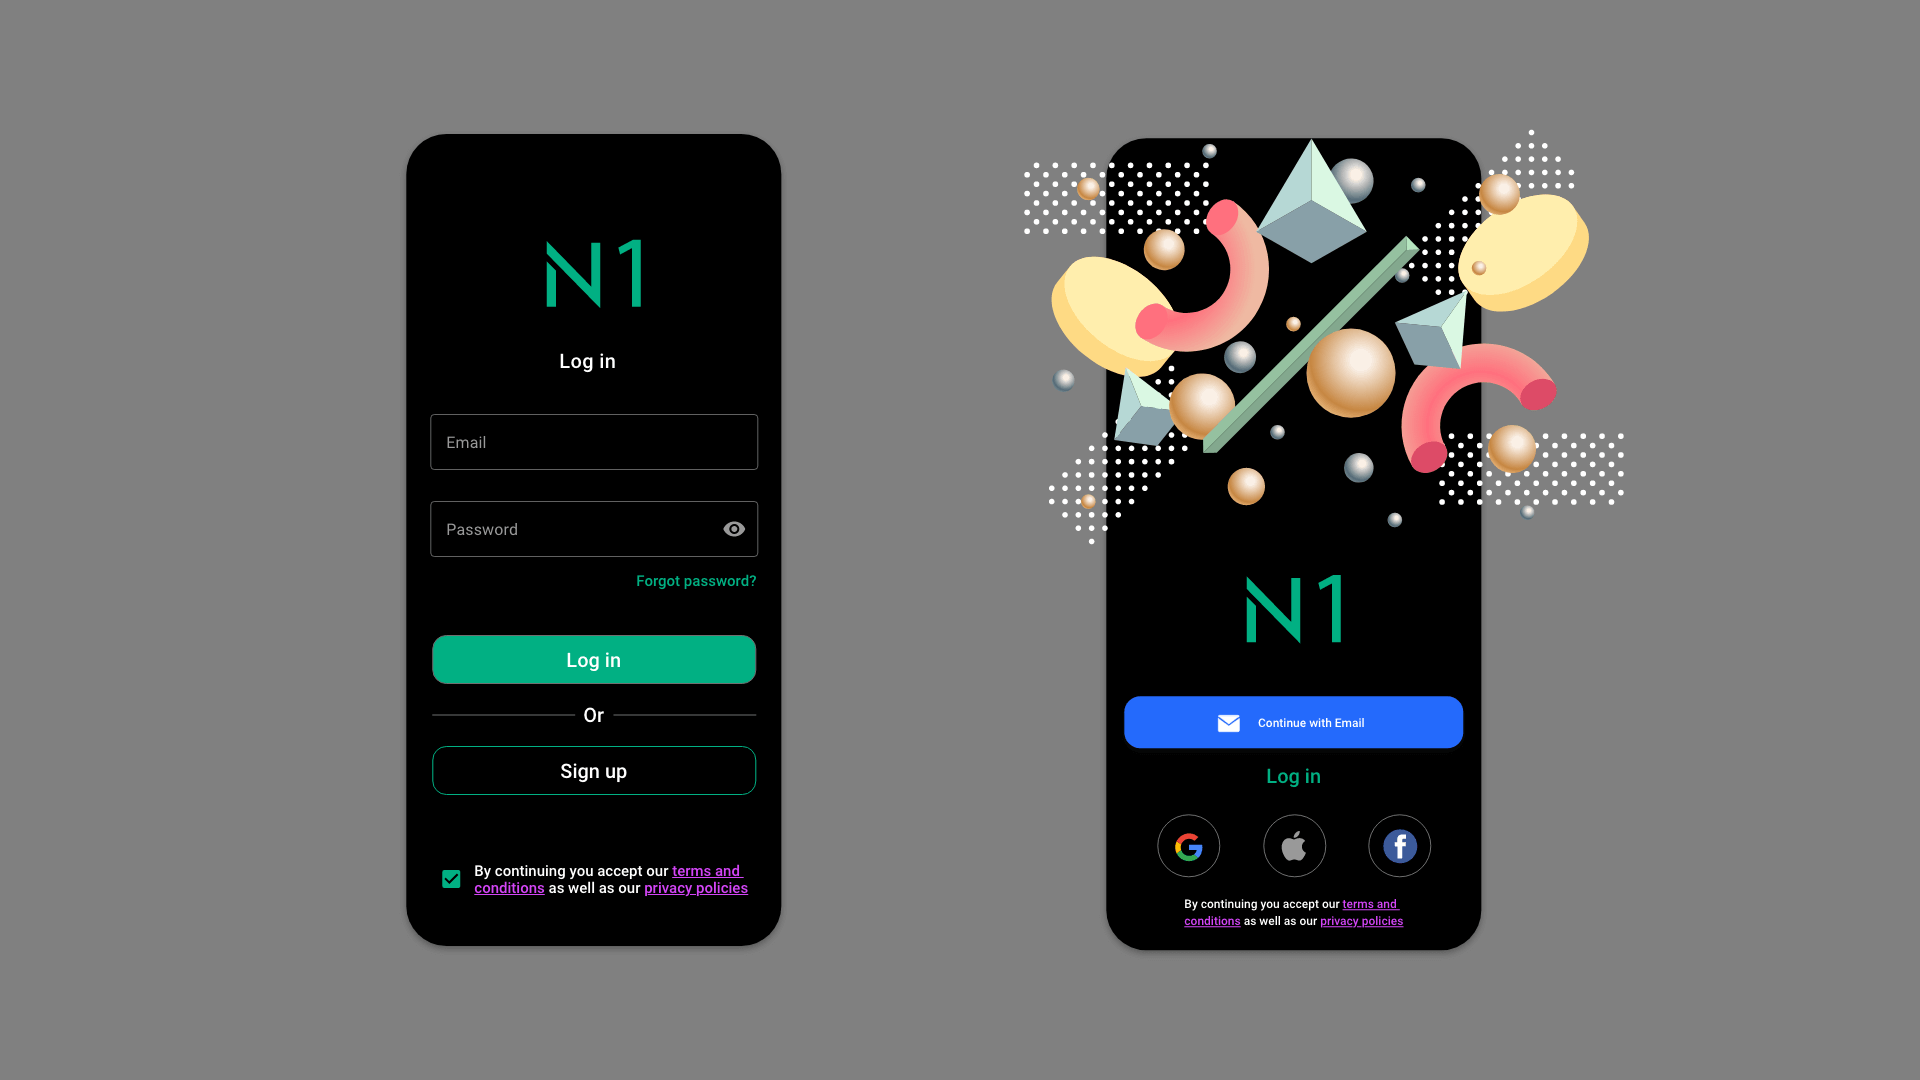 N1
Log in
Email
Password
Forgot password?
Log in
Or
Sign up
By continuing you accept our terms and
conditions as well as our privacy policies
N1
Continue with Email
Log in
By continuing you accept our terms and
conditions as well as our privacy policies